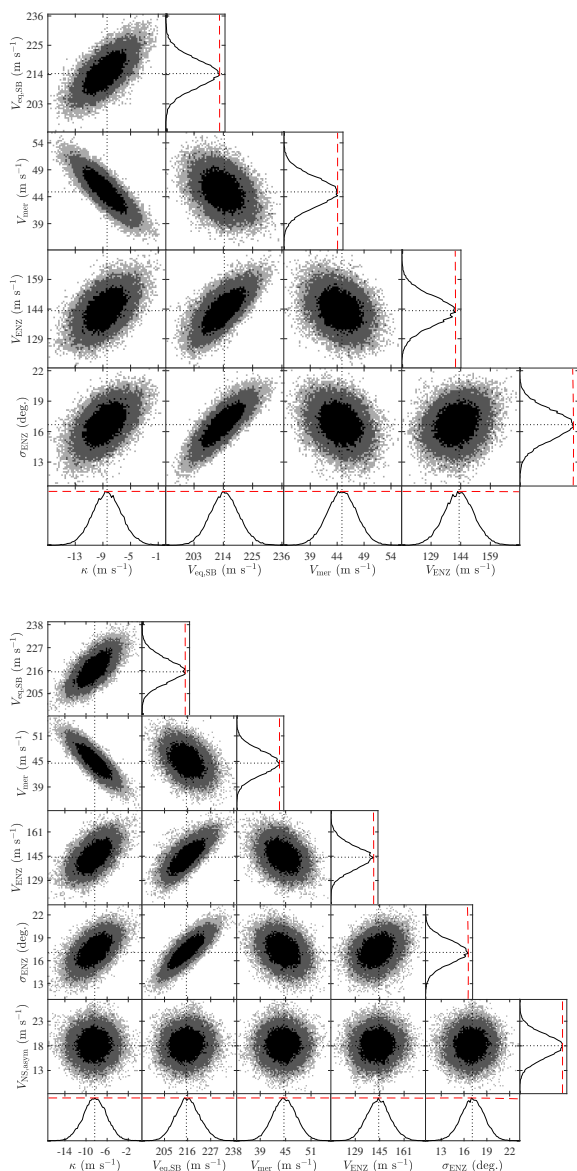 236
225
214
203
V_eq,SB (m s⁻¹)
54
49
44
39
V_mer (m s⁻¹)
159
144
129
V_ENZ (m s⁻¹)
22
19
16
13
σ_ENZ (deg.)
-13 -9 -5 -1 203 214 225 236 39 44 49 54 129 144 159
κ (m s⁻¹) V_eq,SB (m s⁻¹) V_mer (m s⁻¹) V_ENZ (m s⁻¹)
238
227
216
205
V_eq,SB (m s⁻¹)
51
45
39
V_mer (m s⁻¹)
161
145
129
V_ENZ (m s⁻¹)
22
19
16
13
σ_ENZ (deg.)
23
18
13
V_NS,asym (m s⁻¹)
-14 -10 -6 -2 205 216 227 238 39 45 51 129 145 161 13 16 19 22
κ (m s⁻¹) V_eq,SB (m s⁻¹) V_mer (m s⁻¹) V_ENZ (m s⁻¹) σ_ENZ (deg.)